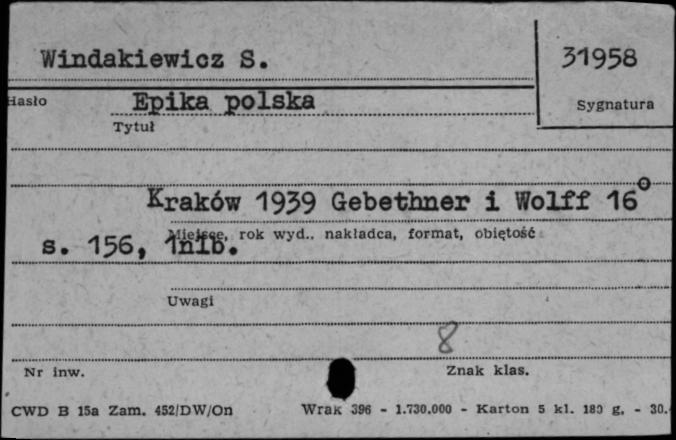 Windakiewicz S.
31958
Hasło
Epika polska
Sygnatura
Tytuł
Kraków 1939 Gebethner i Wolff 16°
Miejsce, rok wyd., nakładca, format, objętość
s. 156, 1nlb.
Uwagi
8
Nr inw.
Znak klas.
CWD B 15a Zam. 452/DW/On Wrak 396 - 1.730.000 - Karton 5 kl. 180 g. - 30.